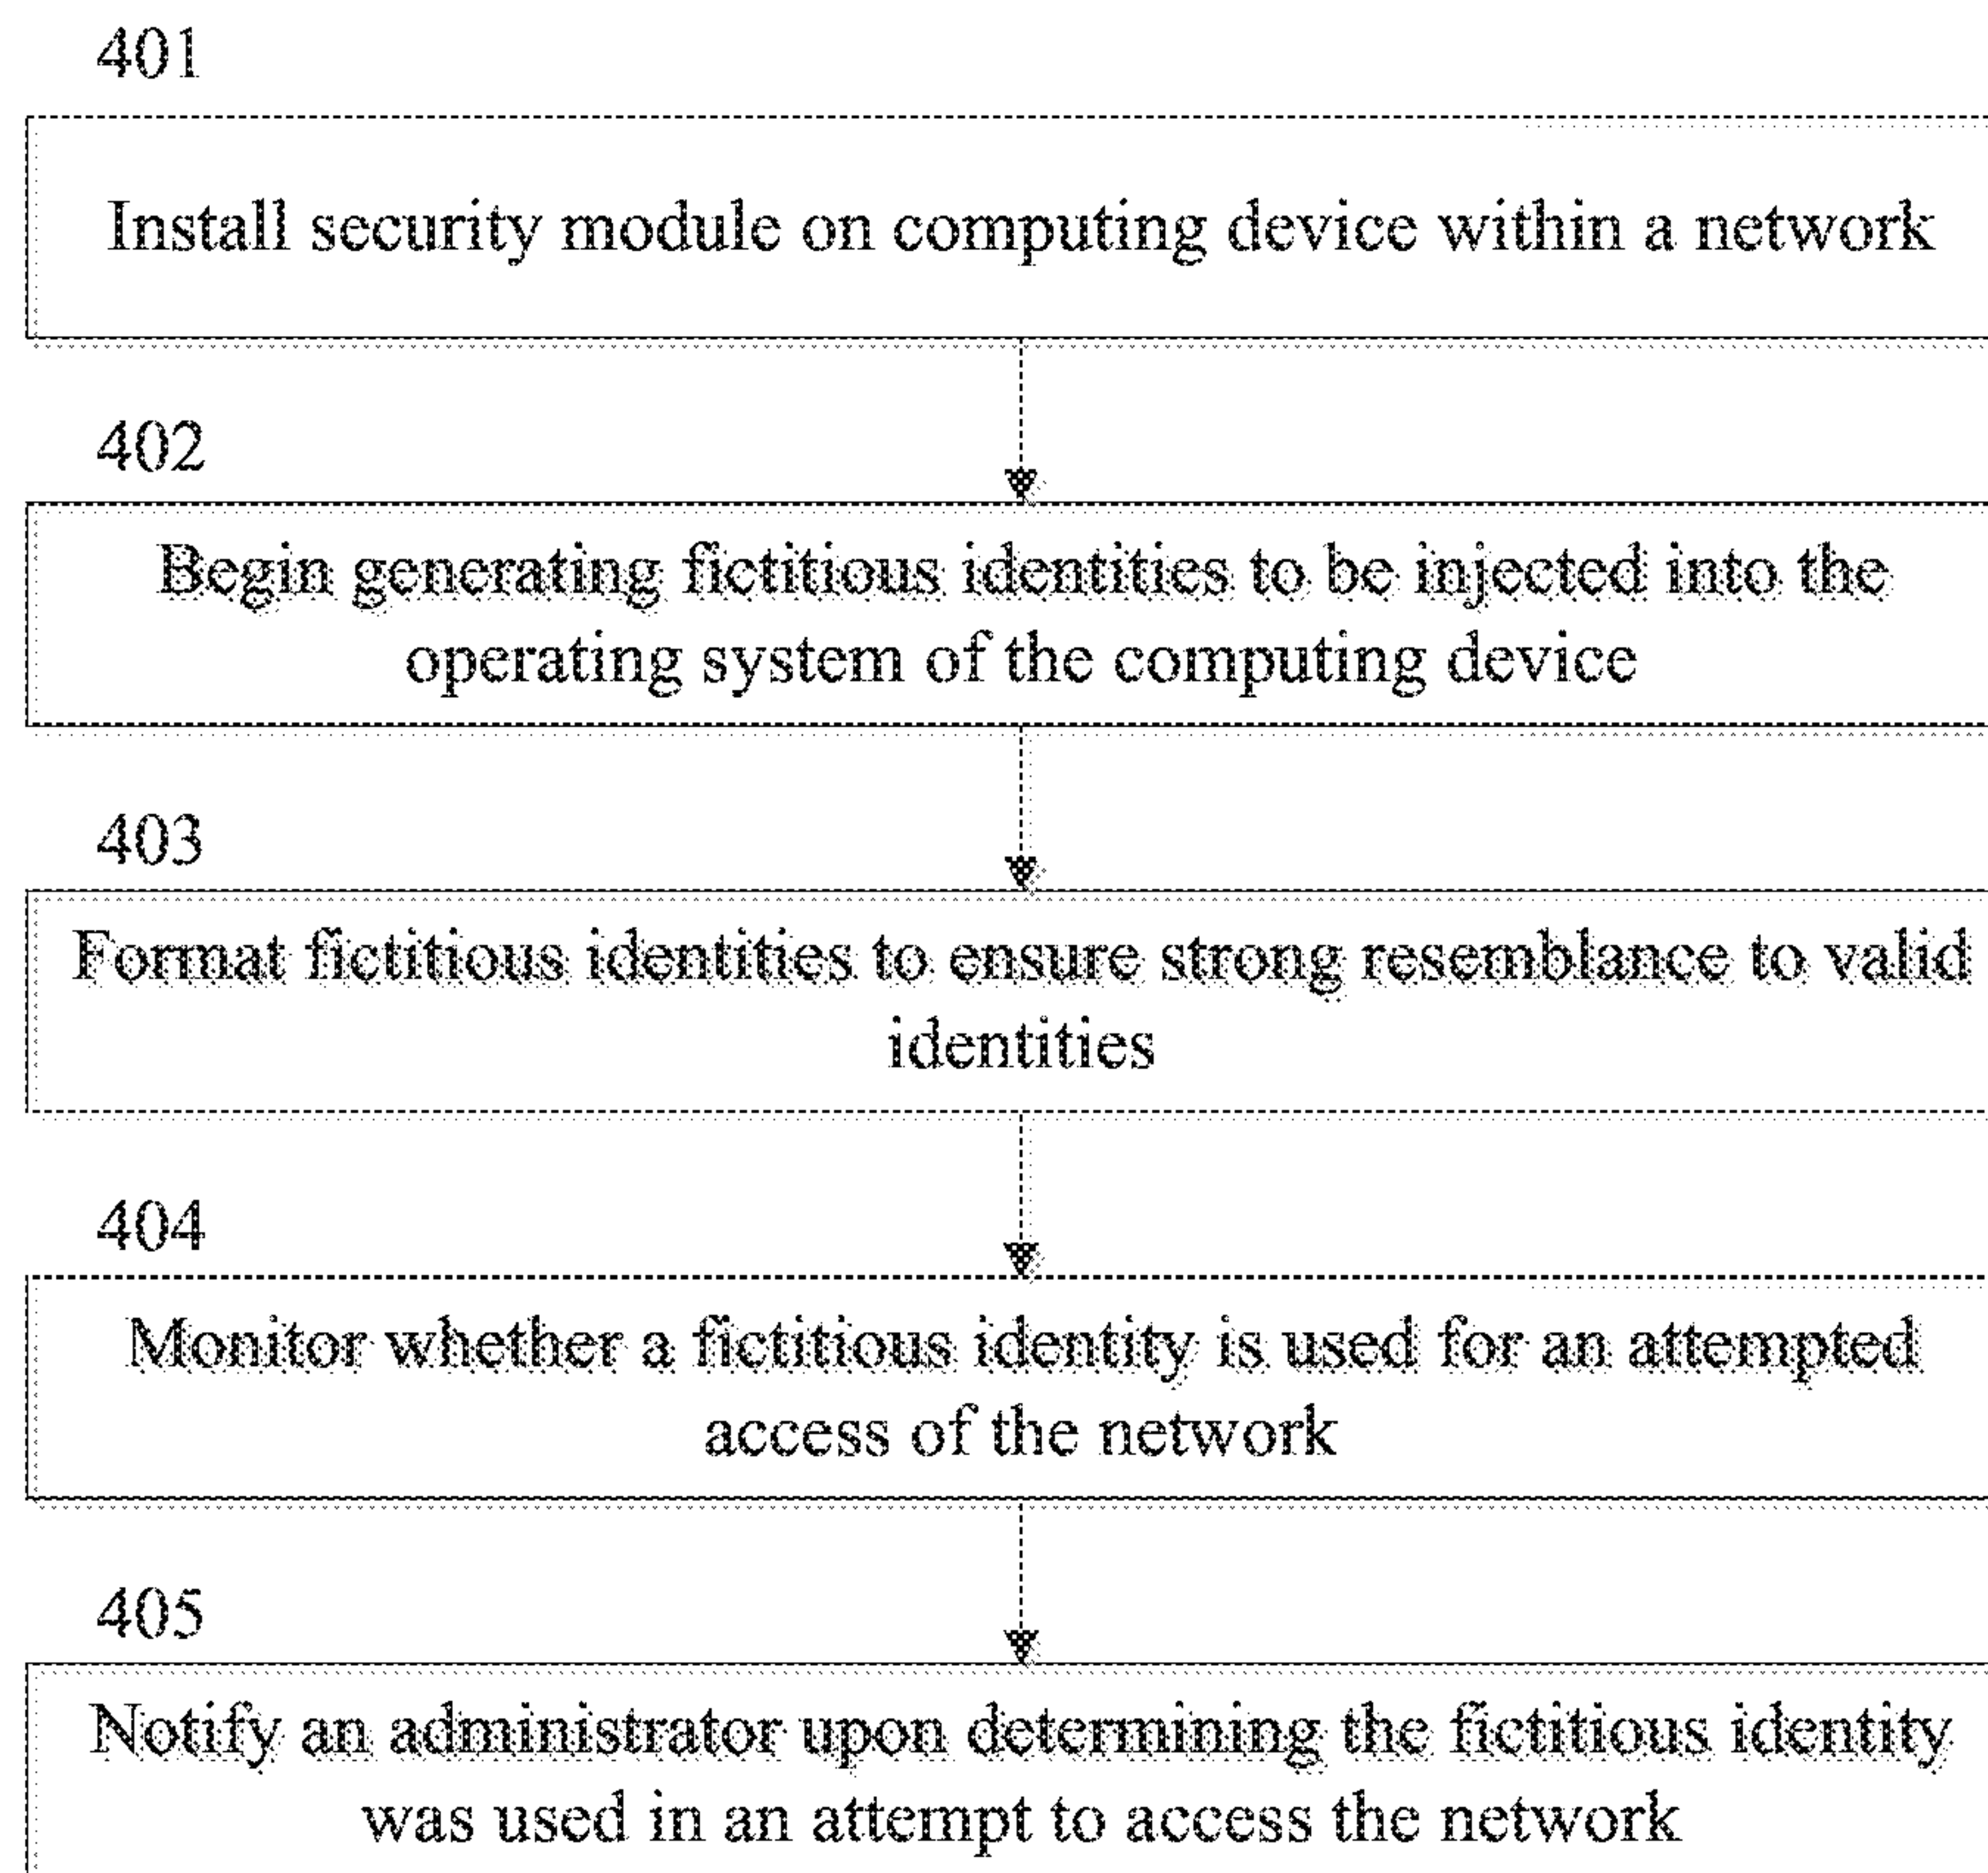 401
Install security module on computing device within a network
402
Begin generating fictitious identities to be injected into the
operating system of the computing device
403
Format fictitious identities to ensure strong resemblance to valid
identities
404
Monitor whether a fictitious identity is used for an attempted
access of the network
405
Notify an administrator upon determining the fictitious identity
was used in an attempt to access the network